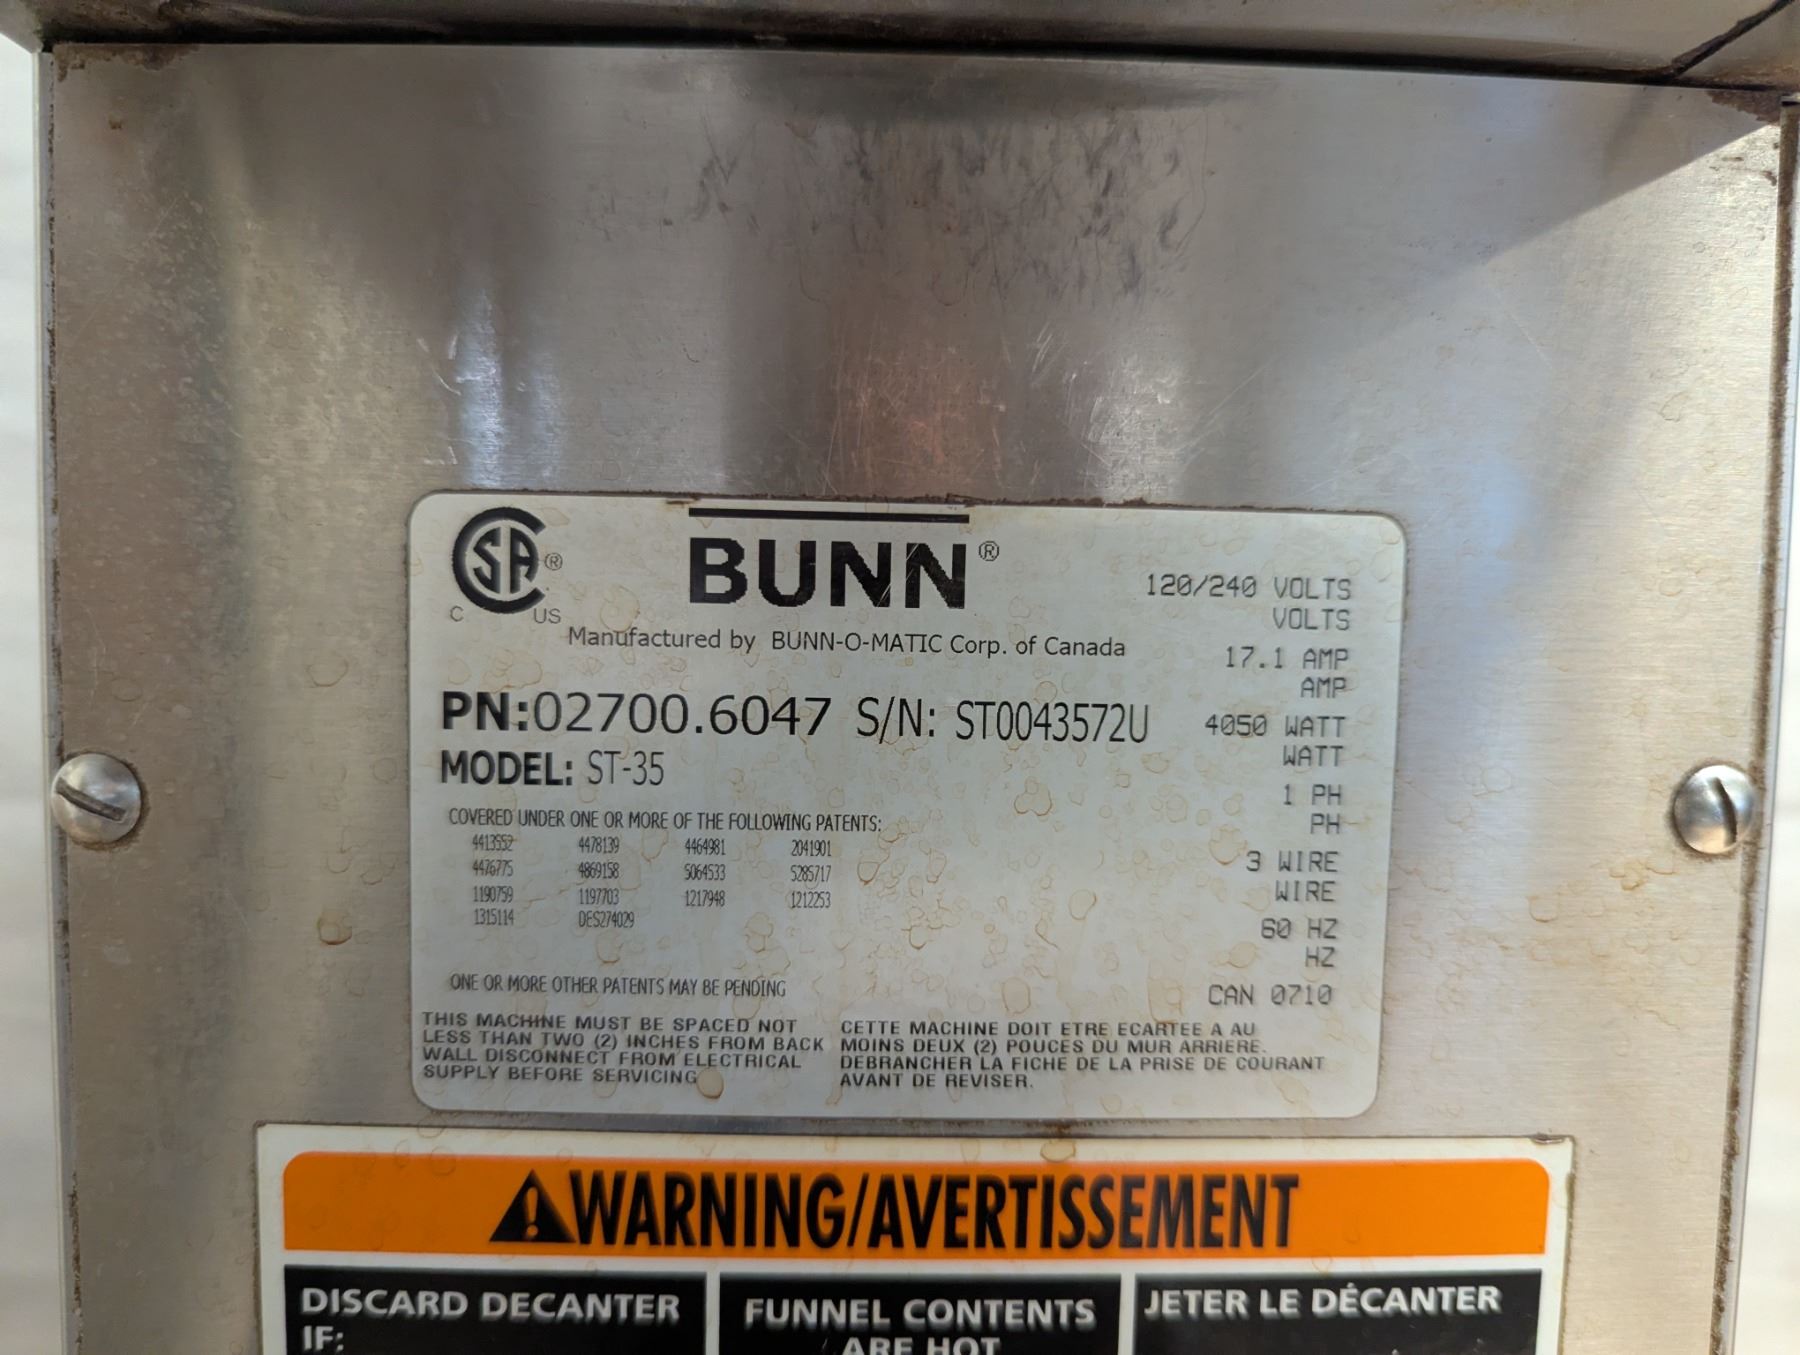 CSA ®
C US
BUNN®
Manufactured by BUNN-O-MATIC Corp. of Canada
120/240 VOLTS
VOLTS
17.1 AMP
AMP
PN:02700.6047 S/N: ST0043572U
4050 WATT
WATT
MODEL: ST-35
1 PH
PH
COVERED UNDER ONE OR MORE OF THE FOLLOWING PATENTS:
4413552 4478139 4464981 2041901
4476775 4869158 5064533 5285717
1190759 1197703 1217948 1212253
1315114 DES274029
3 WIRE
WIRE
60 HZ
HZ
ONE OR MORE OTHER PATENTS MAY BE PENDING
CAN 0710
THIS MACHINE MUST BE SPACED NOT
LESS THAN TWO (2) INCHES FROM BACK
WALL DISCONNECT FROM ELECTRICAL
SUPPLY BEFORE SERVICING
CETTE MACHINE DOIT ETRE ECARTEE A AU
MOINS DEUX (2) POUCES DU MUR ARRIERE.
DEBRANCHER LA FICHE DE LA PRISE DE COURANT
AVANT DE REVISER.
WARNING/AVERTISSEMENT
DISCARD DECANTER
IF:
FUNNEL CONTENTS
ARE HOT
JETER LE DÉCANTER